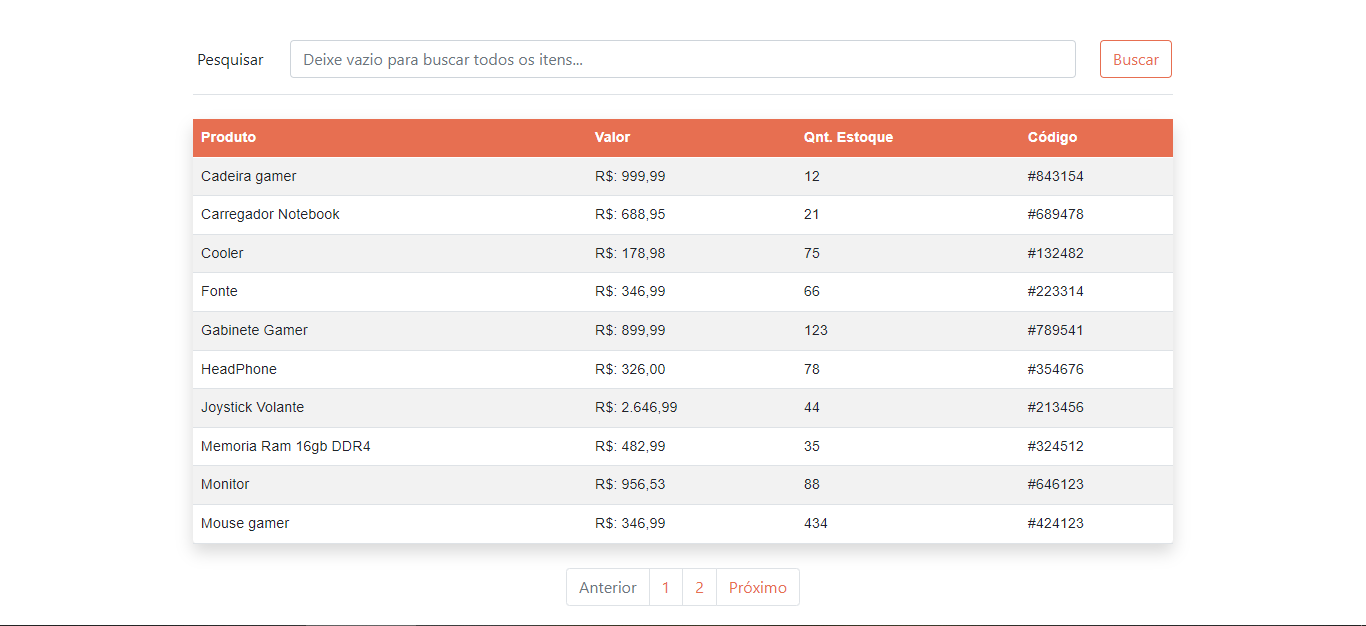 Pesquisar Deixe vazio para buscar todos os itens... Buscar
Produto Valor Qnt. Estoque Código
Cadeira gamer R$: 999,99 12 #843154
Carregador Notebook R$: 688,95 21 #689478
Cooler R$: 178,98 75 #132482
Fonte R$: 346,99 66 #223314
Gabinete Gamer R$: 899,99 123 #789541
HeadPhone R$: 326,00 78 #354676
Joystick Volante R$: 2.646,99 44 #213456
Memoria Ram 16gb DDR4 R$: 482,99 35 #324512
Monitor R$: 956,53 88 #646123
Mouse gamer R$: 346,99 434 #424123
Anterior 1 2 Próximo